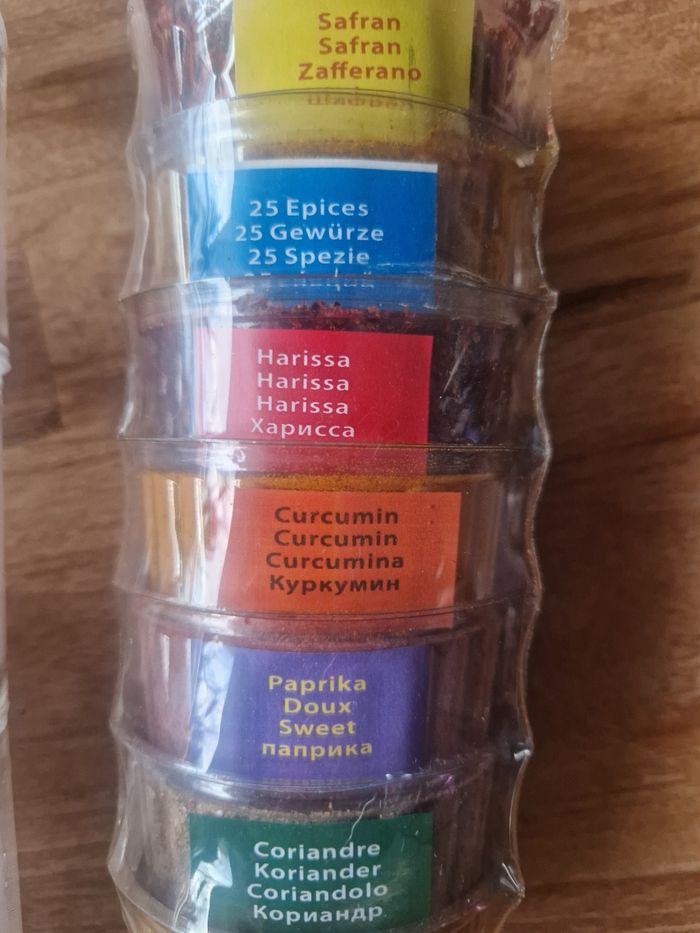 Safran
Safran
Zafferano
25 Epices
25 Gewürze
25 Spezie
Harissa
Harissa
Harissa
Харисса
Curcumin
Curcumin
Curcumina
Куркумин
Paprika
Doux
Sweet
паприка
Coriandre
Koriander
Coriandolo
Кориандр